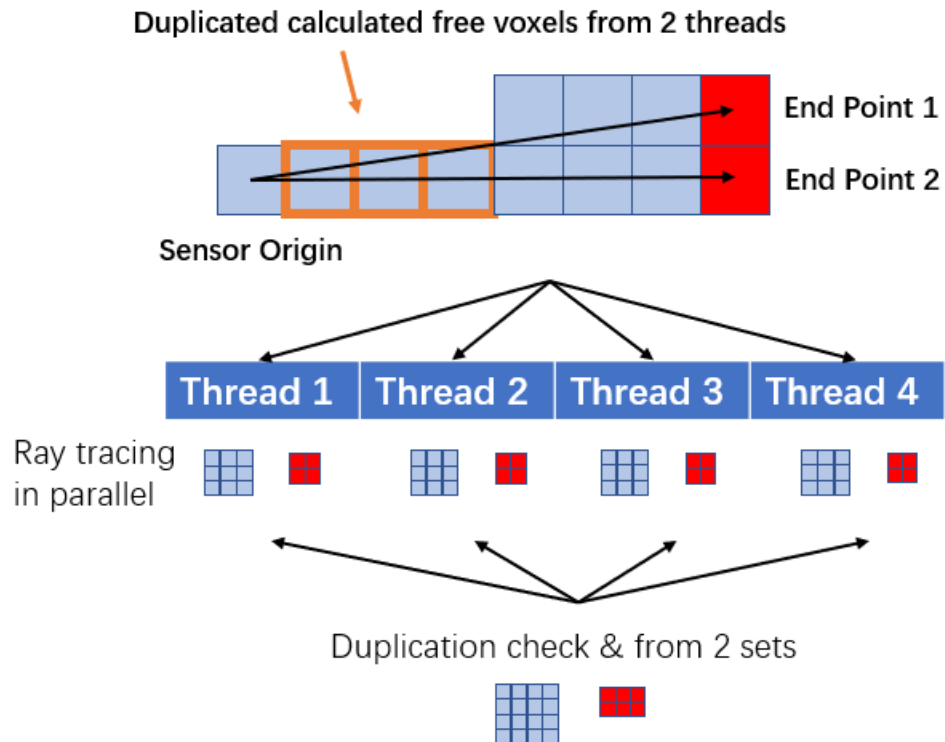 Duplicated calculated free voxels from 2 threads
End Point 1
End Point 2
Sensor Origin
Thread 1 Thread 2 Thread 3 Thread 4
Ray tracing
in parallel
Duplication check & from 2 sets